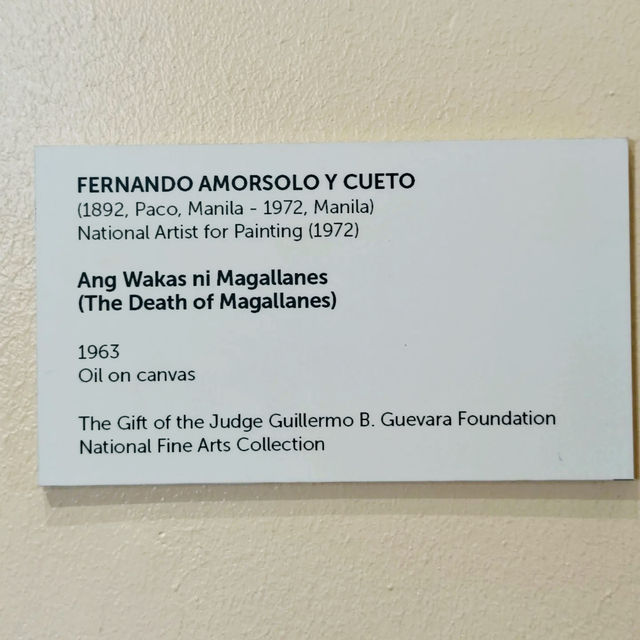 FERNANDO AMORSOLO Y CUETO
(1892, Paco, Manila - 1972, Manila)
National Artist for Painting (1972)
Ang Wakas ni Magallanes
(The Death of Magallanes)
1963
Oil on canvas
The Gift of the Judge Guillermo B. Guevara Foundation
National Fine Arts Collection